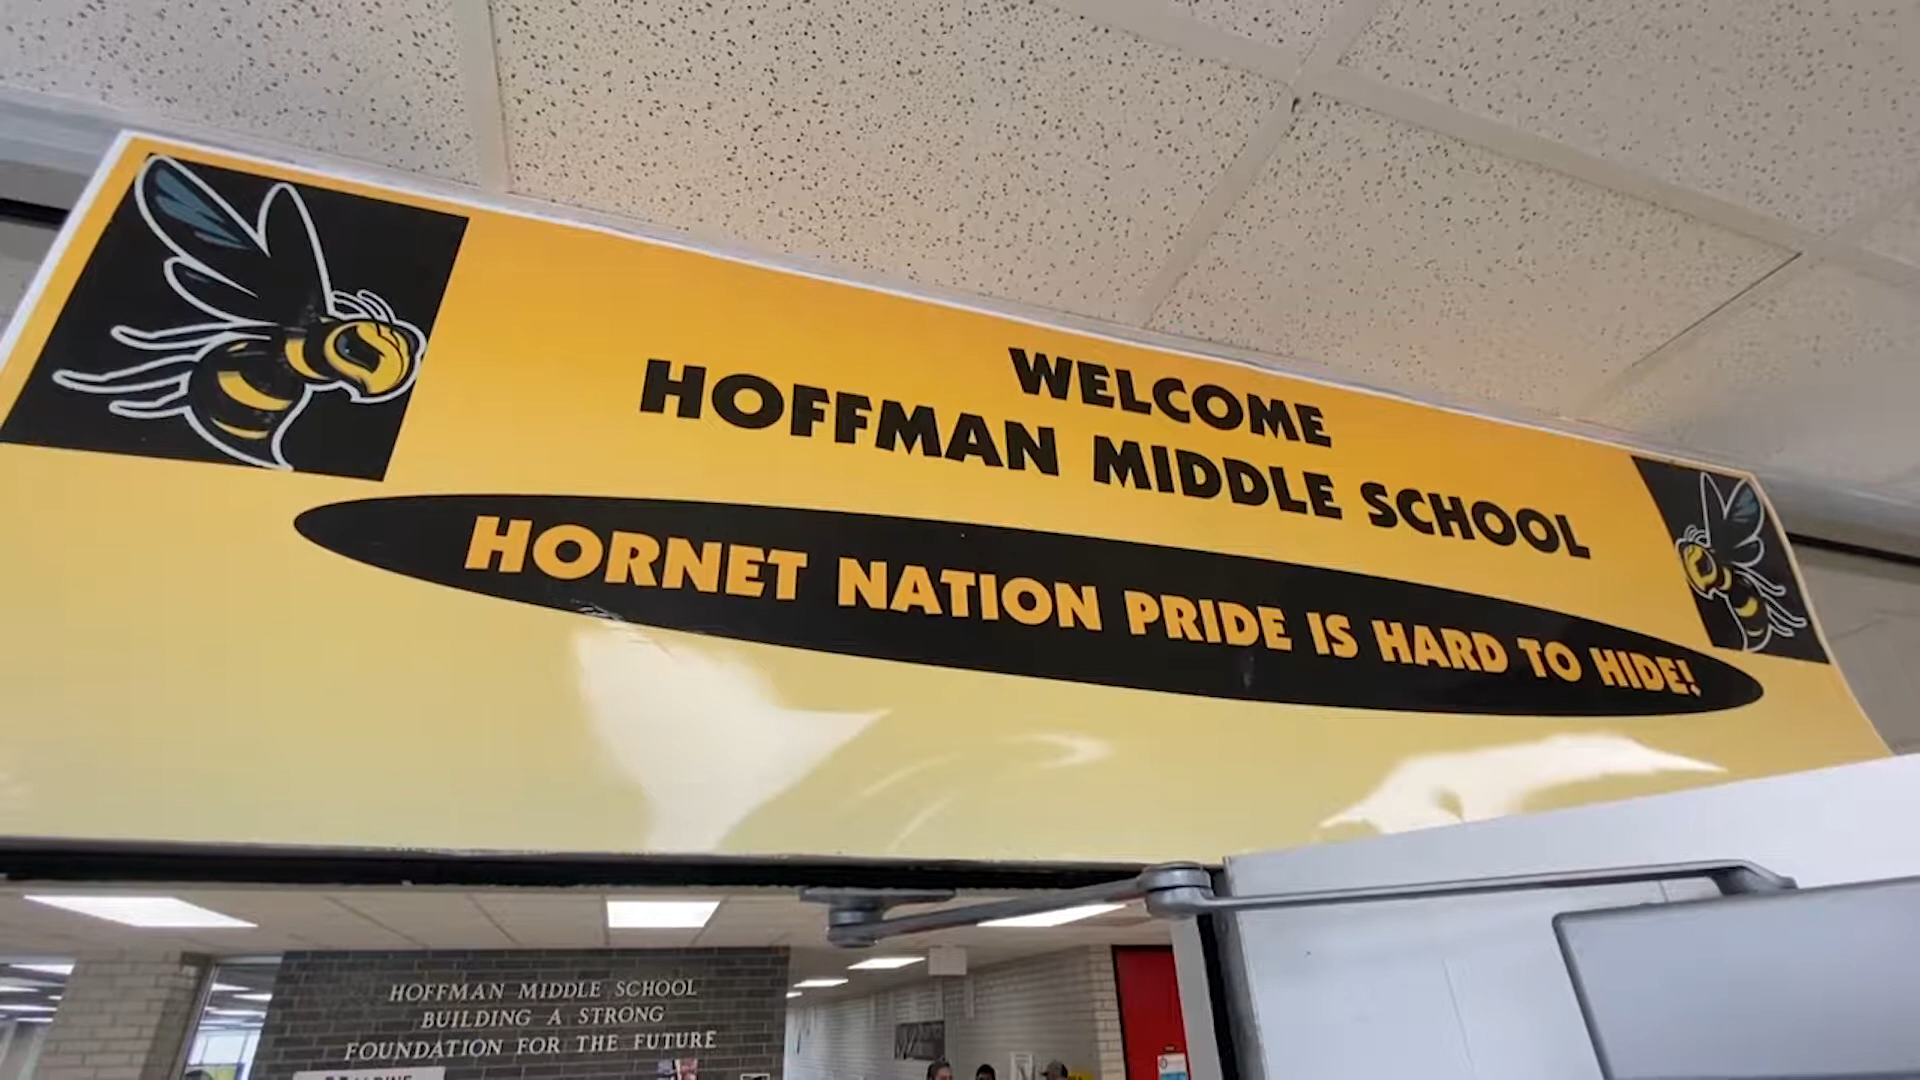 WELCOME
HOFFMAN MIDDLE SCHOOL
HORNET NATION PRIDE IS HARD TO HIDE!
HOFFMAN MIDDLE SCHOOL
BUILDING A STRONG
FOUNDATION FOR THE FUTURE